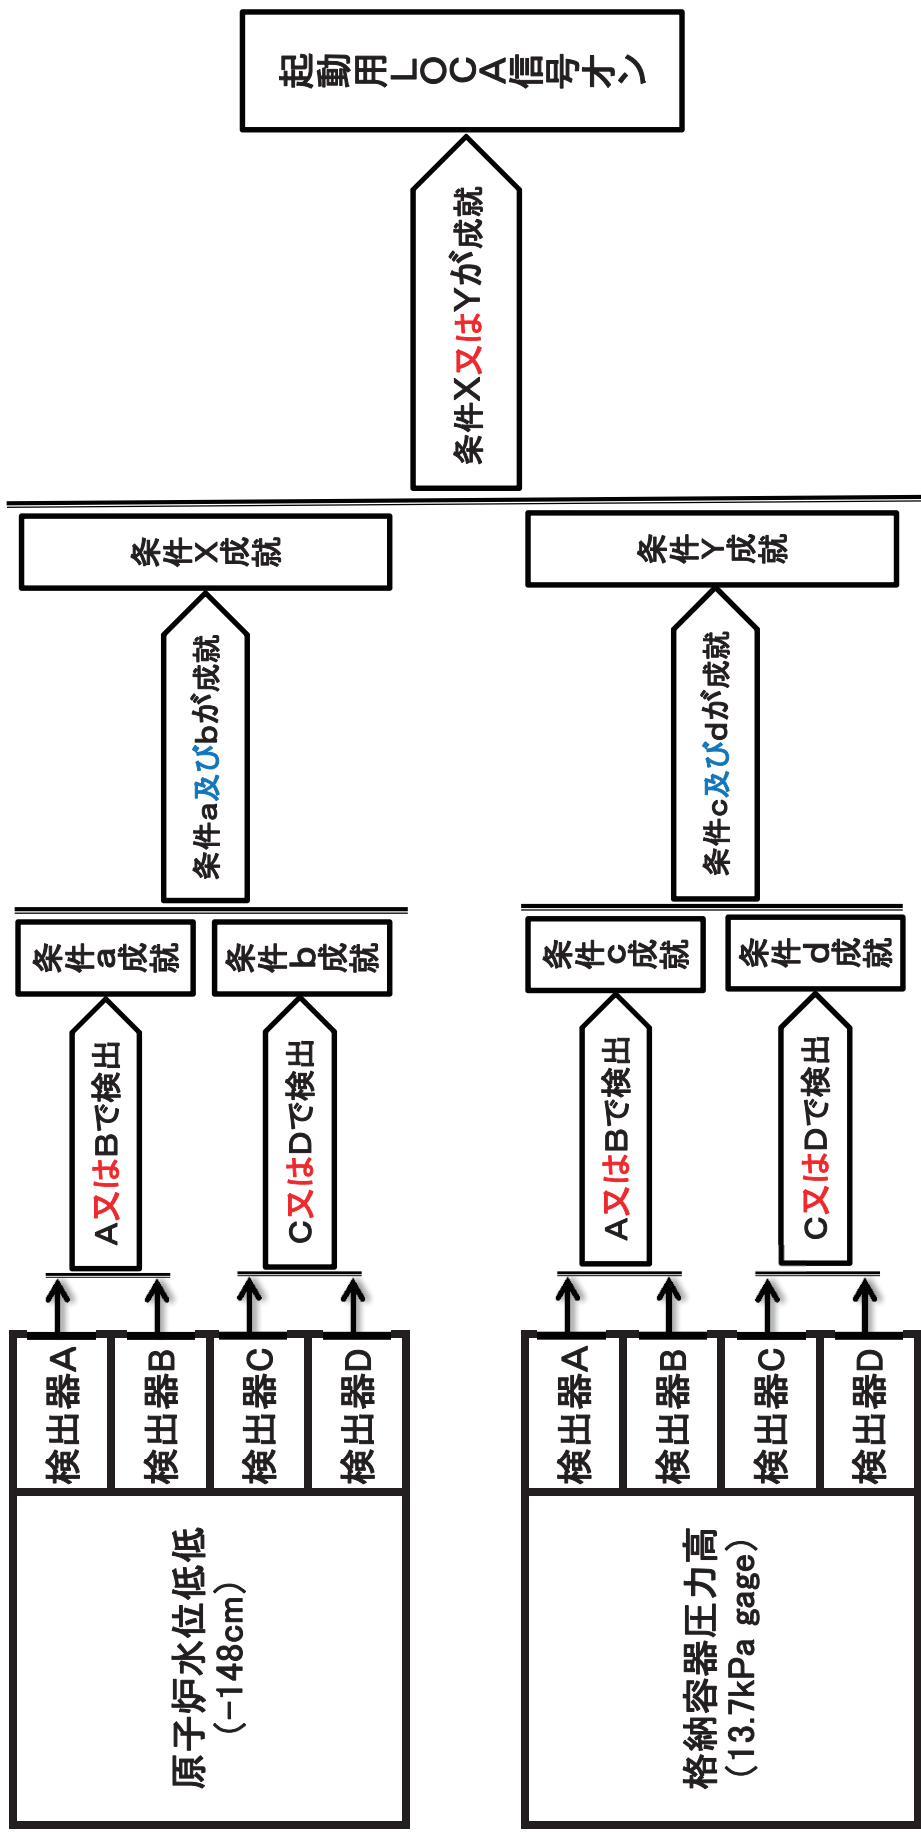 原子炉水位低低
(-148cm)
検出器A
検出器B
検出器C
検出器D
A又はBで検出
C又はDで検出
条件a成就
条件b成就
条件a及びbが成就
条件X成就
格納容器圧力高
(13.7kPa gage)
検出器A
検出器B
検出器C
検出器D
A又はBで検出
C又はDで検出
条件c成就
条件d成就
条件c及びdが成就
条件Y成就
条件X又はYが成就
起動用LOCA信号オン